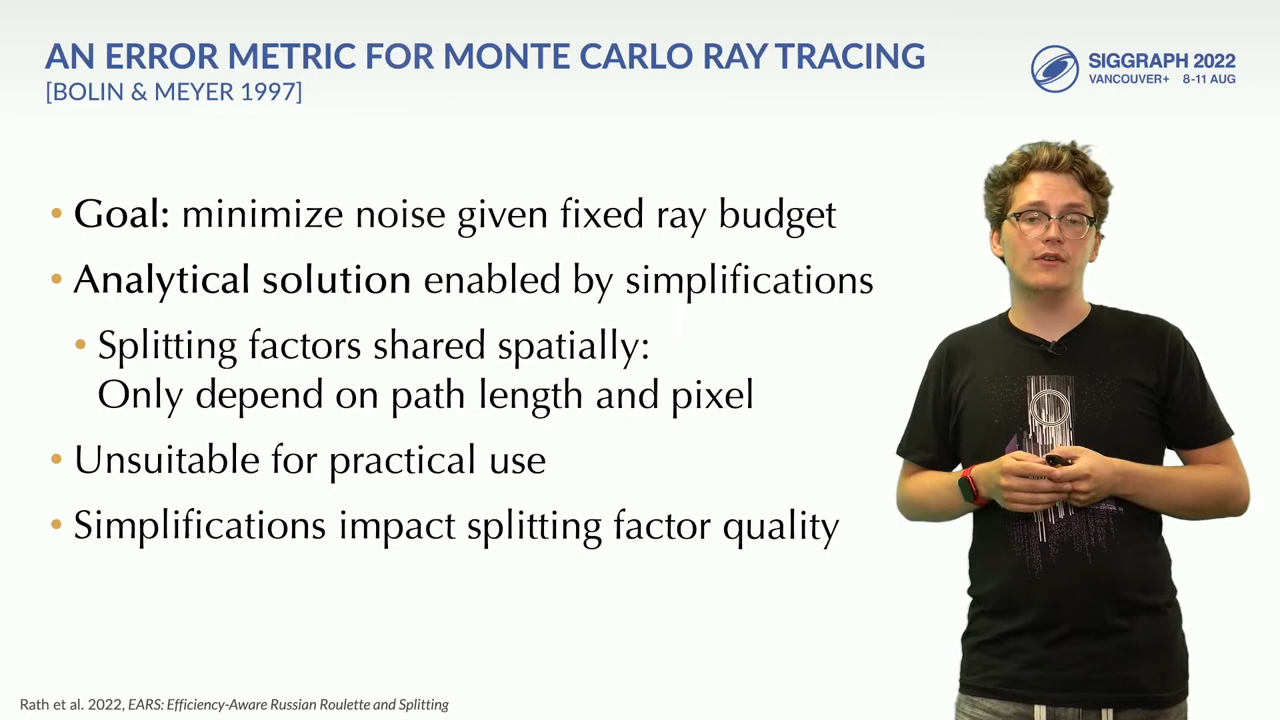 AN ERROR METRIC FOR MONTE CARLO RAY TRACING
[BOLIN & MEYER 1997]
SIGGRAPH 2022
VANCOUVER+ 8-11 AUG
• Goal: minimize noise given fixed ray budget
• Analytical solution enabled by simplifications
• Splitting factors shared spatially:
Only depend on path length and pixel
• Unsuitable for practical use
• Simplifications impact splitting factor quality
Rath et al. 2022, EARS: Efficiency-Aware Russian Roulette and Splitting